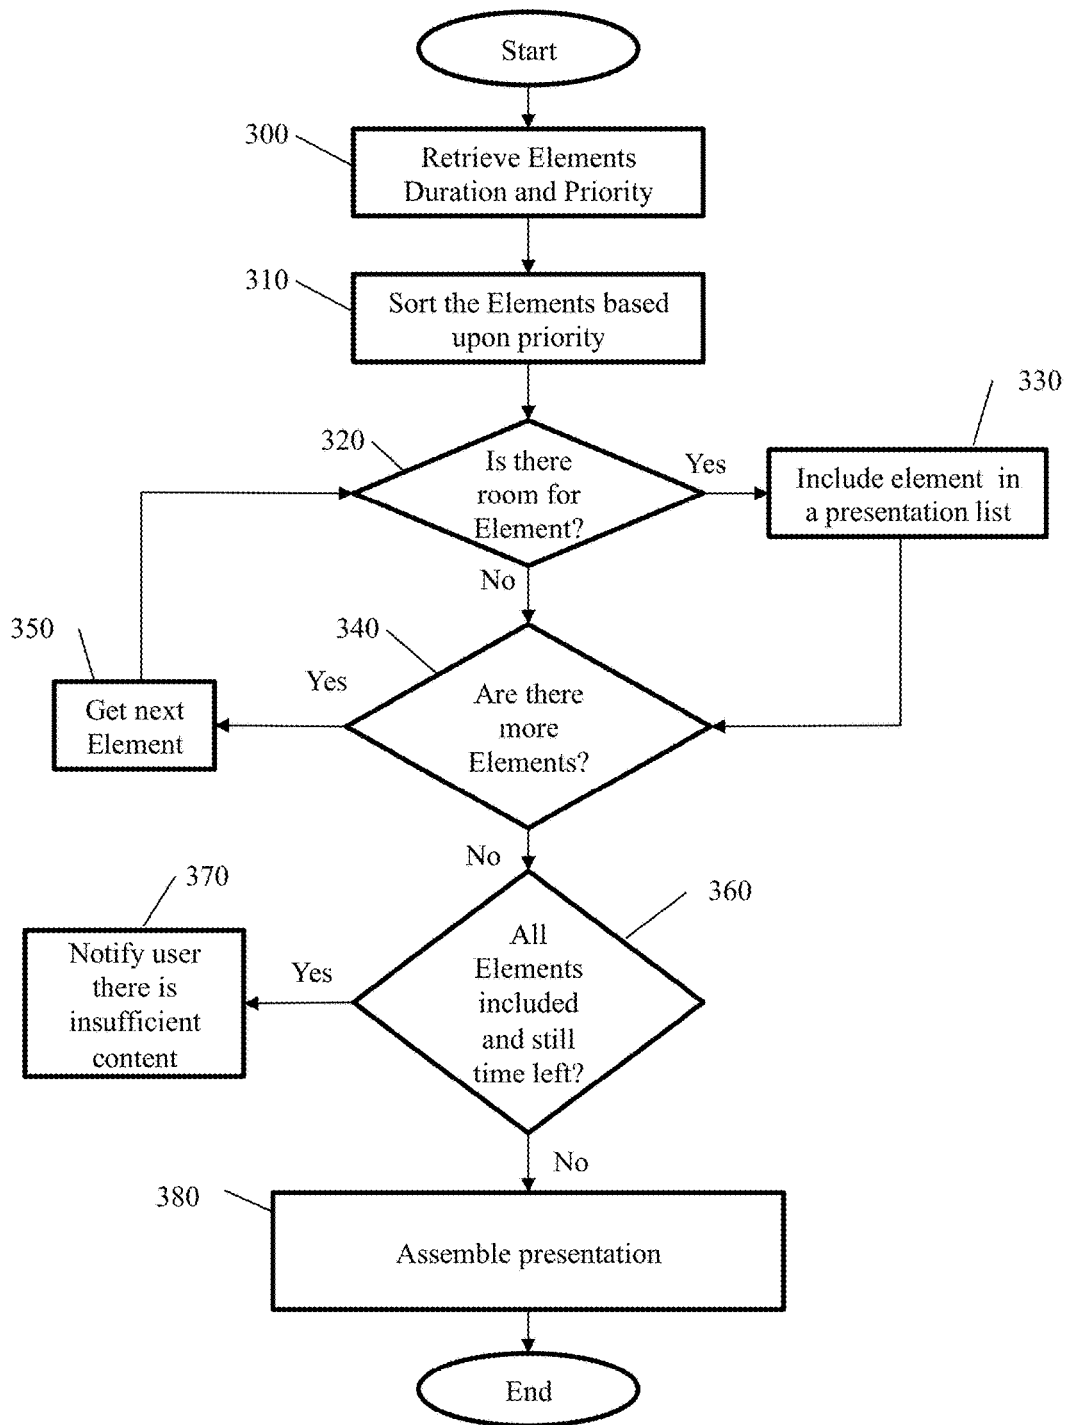 Start
300
Retrieve Elements
Duration and Priority
310
Sort the Elements based
upon priority
330
320
Is there
room for
Element?
Yes
Include element in
a presentation list
No
350
340
Yes
Get next
Element
Are there
more
Elements?
No
370
360
Notify user
there is
insufficient
content
Yes
All
Elements
included
and still
time left?
No
380
Assemble presentation
End